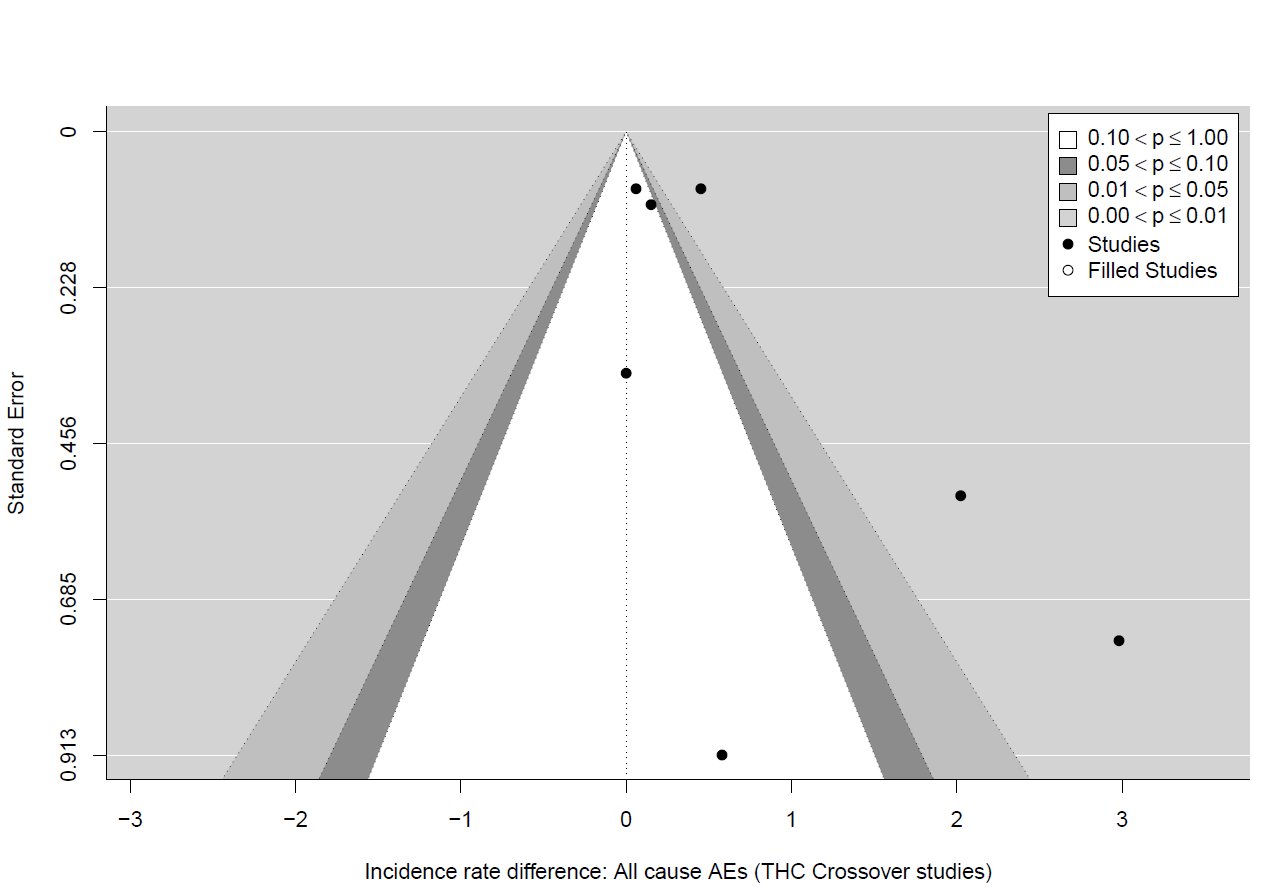 0.10 < p ≤ 1.00
0.05 < p ≤ 0.10
0.01 < p ≤ 0.05
0.00 < p ≤ 0.01
Studies
Filled Studies
Standard Error
0
0.228
0.456
0.685
0.913
−3
−2
−1
0
1
2
3
Incidence rate difference: All cause AEs (THC Crossover studies)